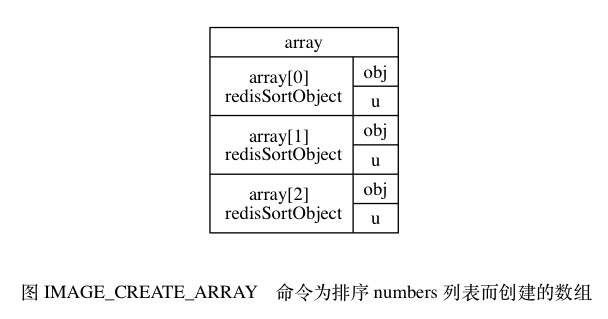 array
array[0]
redisSortObject
obj
u
array[1]
redisSortObject
obj
u
array[2]
redisSortObject
obj
u
图 IMAGE_CREATE_ARRAY 命令为排序 numbers 列表而创建的数组